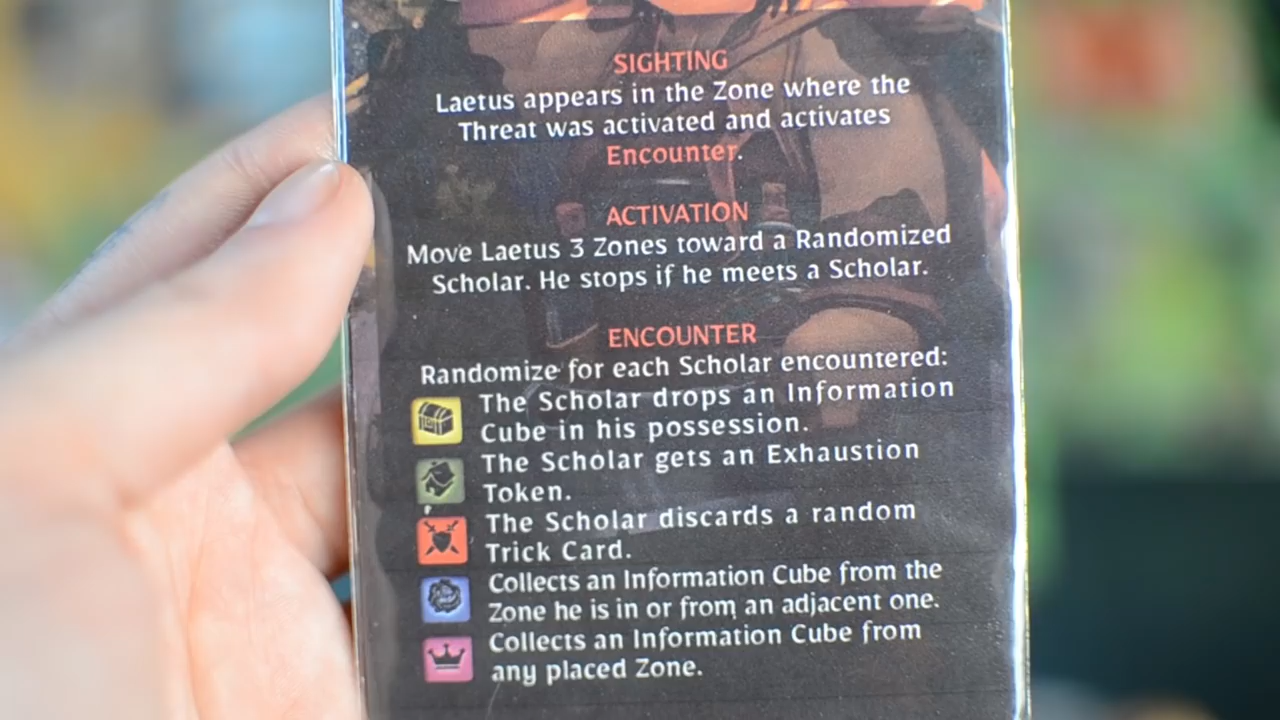 SIGHTING
Laetus appears in the Zone where the
Threat was activated and activates
Encounter.
ACTIVATION
Move Laetus 3 Zones toward a Randomized
Scholar. He stops if he meets a Scholar.
ENCOUNTER
Randomize for each Scholar encountered:
The Scholar drops an Information
Cube in his possession.
The Scholar gets an Exhaustion
Token.
The Scholar discards a random
Trick Card.
Collects an Information Cube from the
Zone he is in or from an adjacent one.
Collects an Information Cube from
any placed Zone.